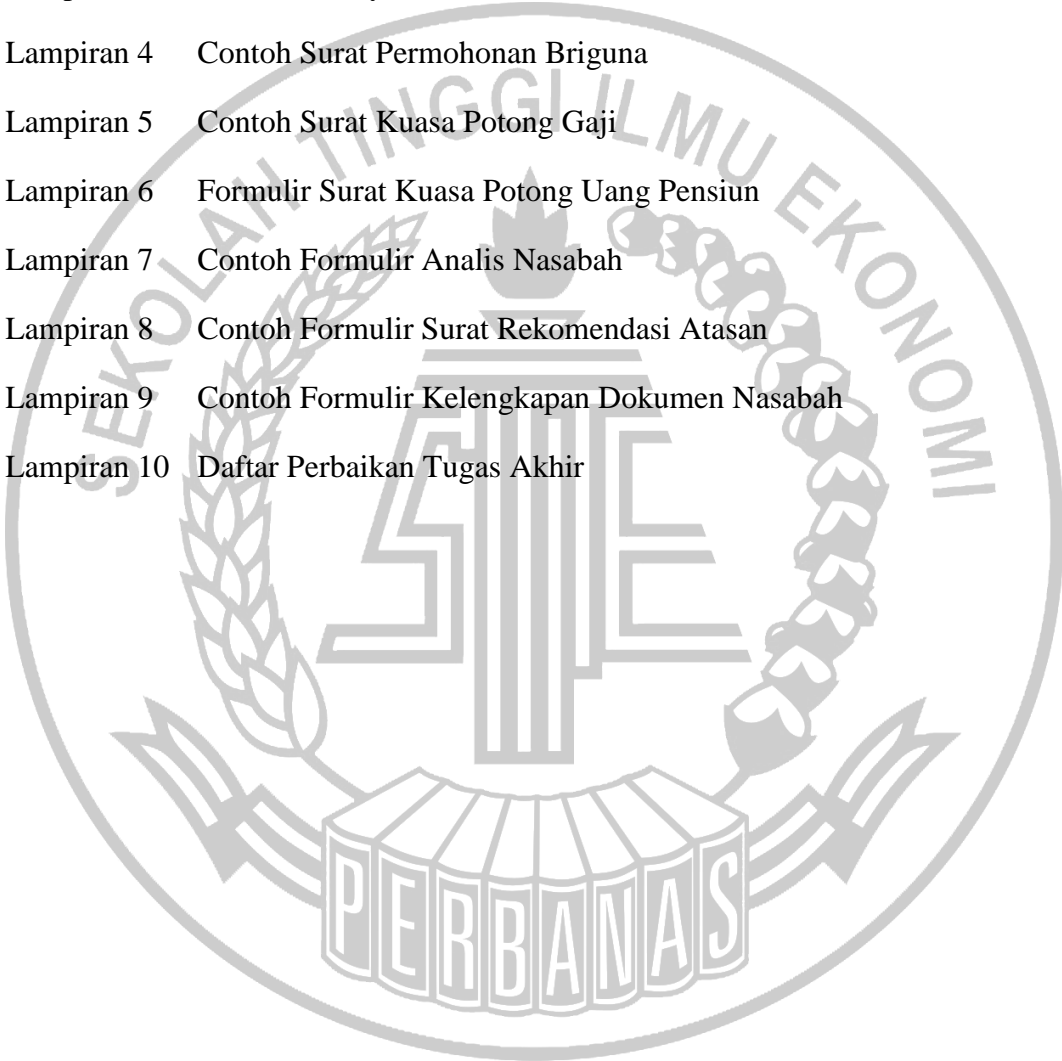 Lampiran 4 Contoh Surat Permohonan Briguna
Lampiran 5 Contoh Surat Kuasa Potong Gaji
Lampiran 6 Formulir Surat Kuasa Potong Uang Pensiun
Lampiran 7 Contoh Formulir Analis Nasabah
Lampiran 8 Contoh Formulir Surat Rekomendasi Atasan
Lampiran 9 Contoh Formulir Kelengkapan Dokumen Nasabah
Lampiran 10 Daftar Perbaikan Tugas Akhir
SEKOLAH TINGGI ILMU EKONOMI
STIE
PERBANAS